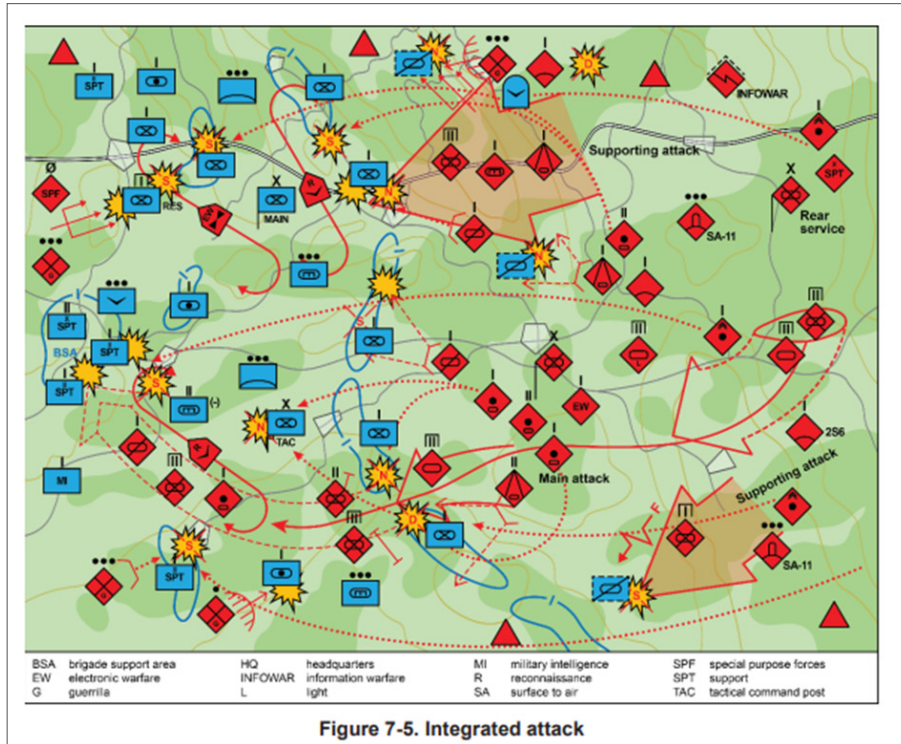 SPT
N
G
D
INFOWAR
S
S
Supporting attack
SPT
SPF
RES
EW
R
MAIN
N
X
Rear
service
SA-11
G
N
SPT
BSA
SPT
S
SPT
S
(-)
N
TAC
EW
2S6
Main attack
Supporting attack
MI
R
N
D
F
S
SPT
SA-11
G
G
S
BSA brigade support area HQ headquarters MI military intelligence SPF special purpose forces
EW electronic warfare INFOWAR information warfare R reconnaissance SPT support
G guerrilla L light SA surface to air TAC tactical command post
Figure 7-5. Integrated attack